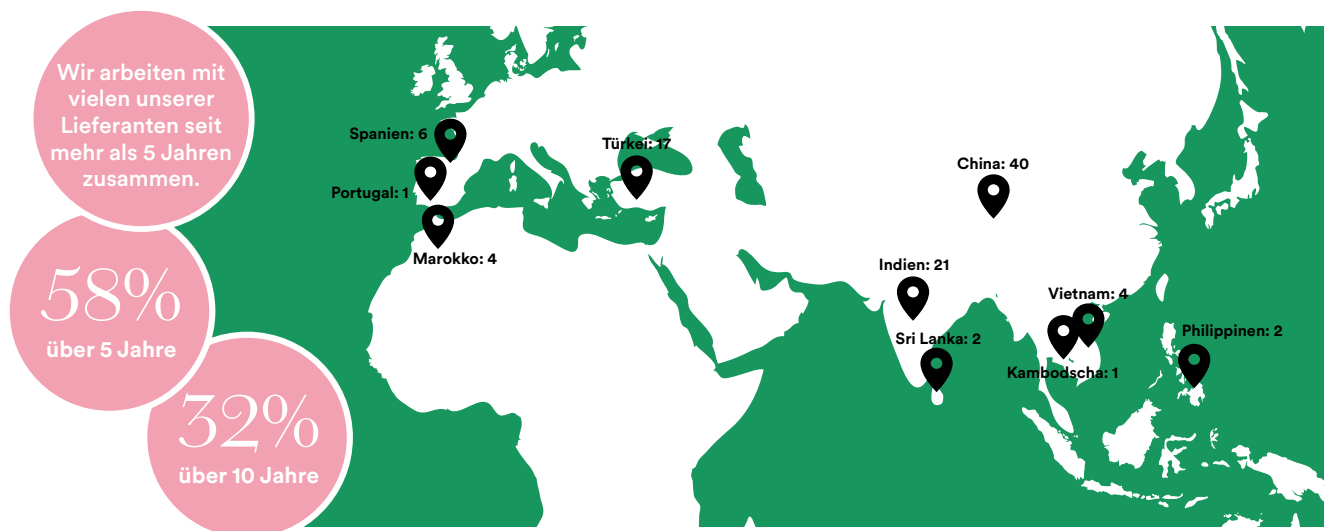 Wir arbeiten mit
vielen unserer
Lieferanten seit
mehr als 5 Jahren
zusammen.
58%
über 5 Jahre
32%
über 10 Jahre
Spanien: 6
Portugal: 1
Marokko: 4
Türkei: 17
China: 40
Indien: 21
Sri Lanka: 2
Vietnam: 4
Kambodscha: 1
Philippinen: 2